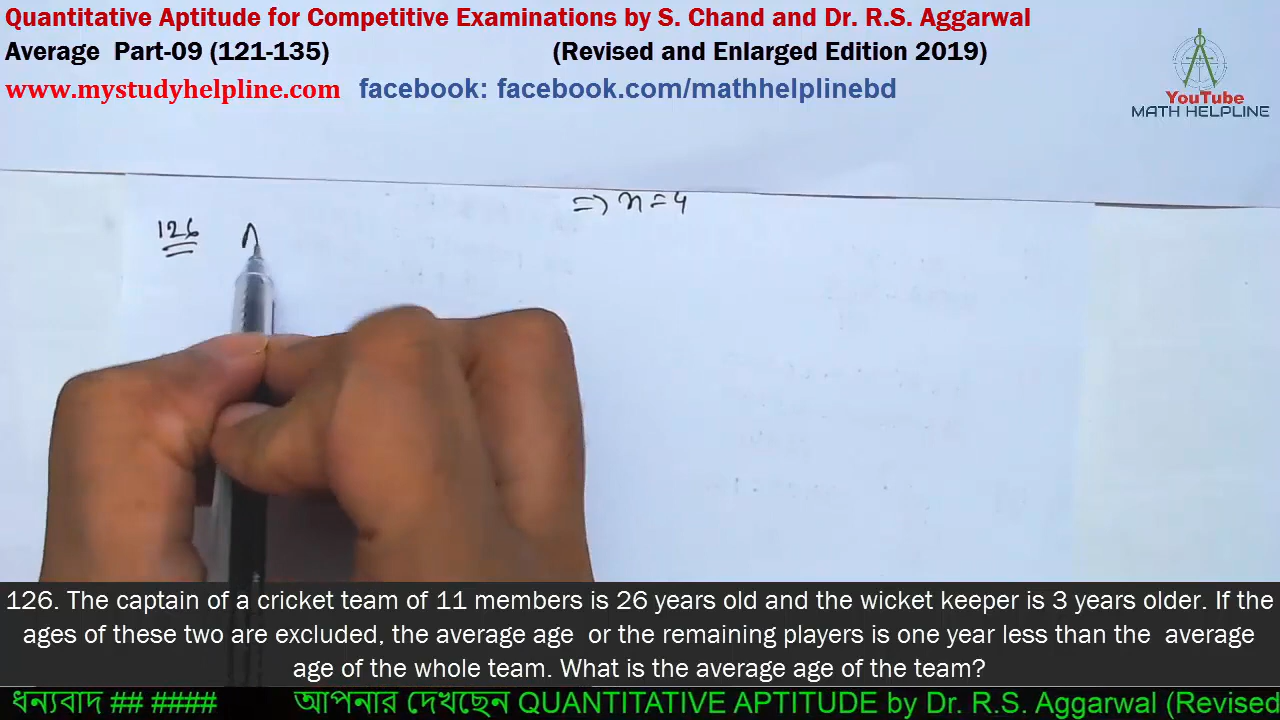 Quantitative Aptitude for Competitive Examinations by S. Chand and Dr. R.S. Aggarwal
Average Part-09 (121-135) (Revised and Enlarged Edition 2019)
www.mystudyhelpline.com facebook: facebook.com/mathhelplinebd
YouTube
MATH HELPLINE
⇒ n = 4
126
126. The captain of a cricket team of 11 members is 26 years old and the wicket keeper is 3 years older. If the
ages of these two are excluded, the average age or the remaining players is one year less than the average
age of the whole team. What is the average age of the team?
ধন্যবাদ ## #### আপনার দেখছেন QUANTITATIVE APTITUDE by Dr. R.S. Aggarwal (Revised